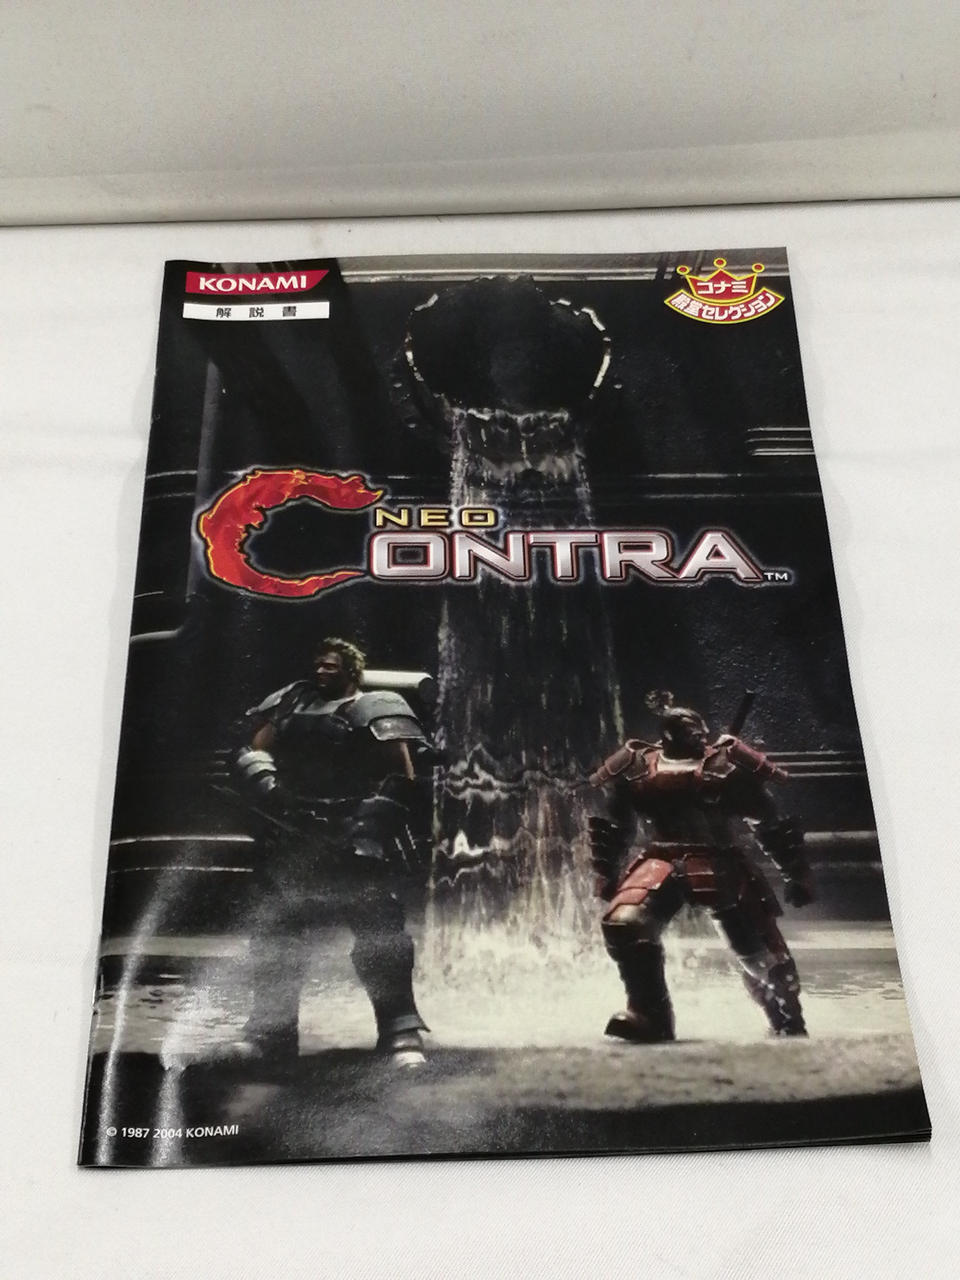 KONAMI
解説書
コナミ
殿堂セレクション
NEO
CONTRA™
© 1987 2004 KONAMI